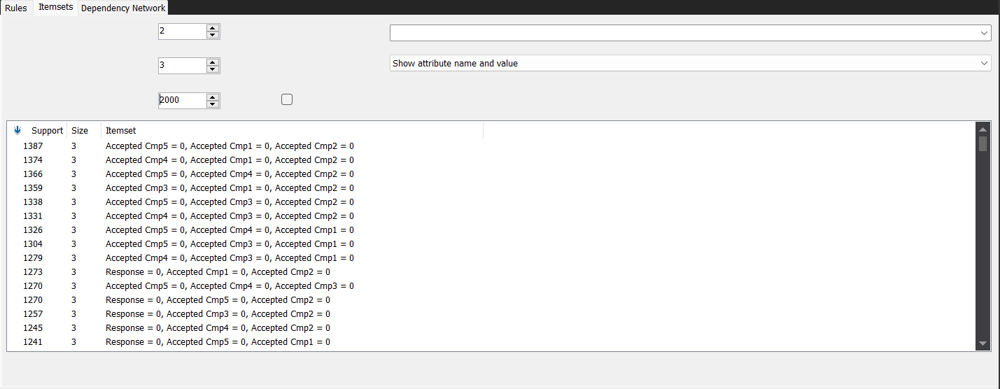 Rules Itemsets Dependency Network
2
3 Show attribute name and value
2000
Support Size Itemset
1387 3 Accepted Cmp5 = 0, Accepted Cmp1 = 0, Accepted Cmp2 = 0
1374 3 Accepted Cmp4 = 0, Accepted Cmp1 = 0, Accepted Cmp2 = 0
1366 3 Accepted Cmp5 = 0, Accepted Cmp4 = 0, Accepted Cmp2 = 0
1359 3 Accepted Cmp3 = 0, Accepted Cmp1 = 0, Accepted Cmp2 = 0
1338 3 Accepted Cmp5 = 0, Accepted Cmp3 = 0, Accepted Cmp2 = 0
1331 3 Accepted Cmp4 = 0, Accepted Cmp3 = 0, Accepted Cmp2 = 0
1326 3 Accepted Cmp5 = 0, Accepted Cmp4 = 0, Accepted Cmp1 = 0
1304 3 Accepted Cmp5 = 0, Accepted Cmp3 = 0, Accepted Cmp1 = 0
1279 3 Accepted Cmp4 = 0, Accepted Cmp3 = 0, Accepted Cmp1 = 0
1273 3 Response = 0, Accepted Cmp1 = 0, Accepted Cmp2 = 0
1270 3 Accepted Cmp5 = 0, Accepted Cmp4 = 0, Accepted Cmp3 = 0
1270 3 Response = 0, Accepted Cmp5 = 0, Accepted Cmp2 = 0
1257 3 Response = 0, Accepted Cmp3 = 0, Accepted Cmp2 = 0
1245 3 Response = 0, Accepted Cmp4 = 0, Accepted Cmp2 = 0
1241 3 Response = 0, Accepted Cmp5 = 0, Accepted Cmp1 = 0